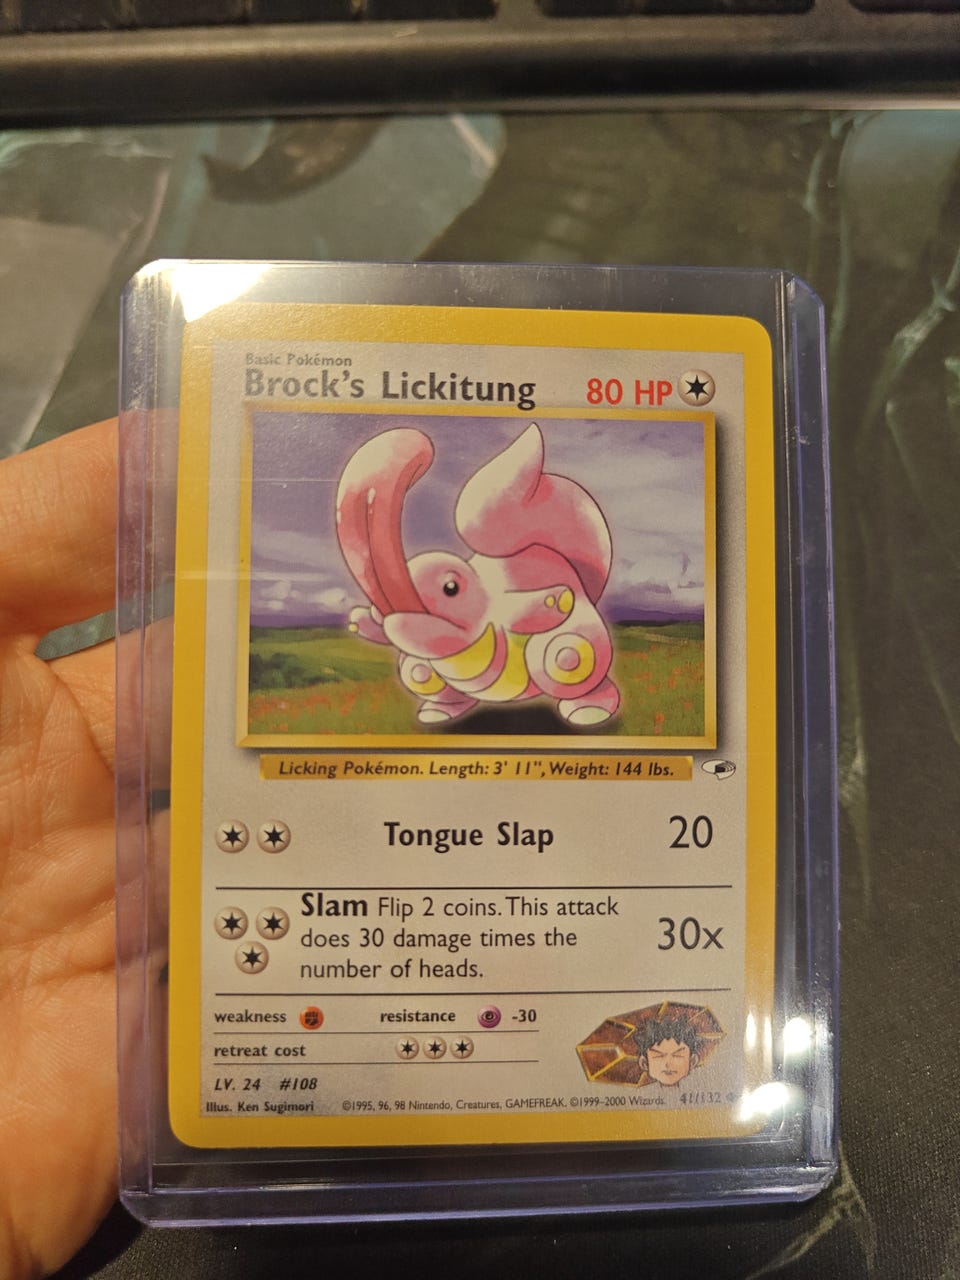 Basic Pokémon
Brock's Lickitung 80 HP
Licking Pokémon. Length: 3' 11", Weight: 144 lbs.
Tongue Slap 20
Slam Flip 2 coins. This attack
does 30 damage times the 30x
number of heads.
weakness resistance -30
retreat cost
LV. 24 #108
Illus. Ken Sugimori ©1995, 96, 98 Nintendo, Creatures, GAMEFREAK. ©1999-2000 Wizards. 41/132